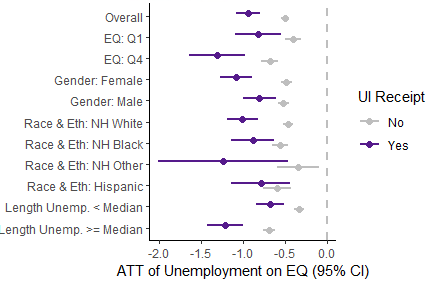 Overall
EQ: Q1
EQ: Q4
Gender: Female
Gender: Male
Race & Eth: NH White
Race & Eth: NH Black
Race & Eth: NH Other
Race & Eth: Hispanic
Length Unemp. < Median
Length Unemp. >= Median
-2.0 -1.5 -1.0 -0.5 0.0
ATT of Unemployment on EQ (95% CI)
UI Receipt
No
Yes